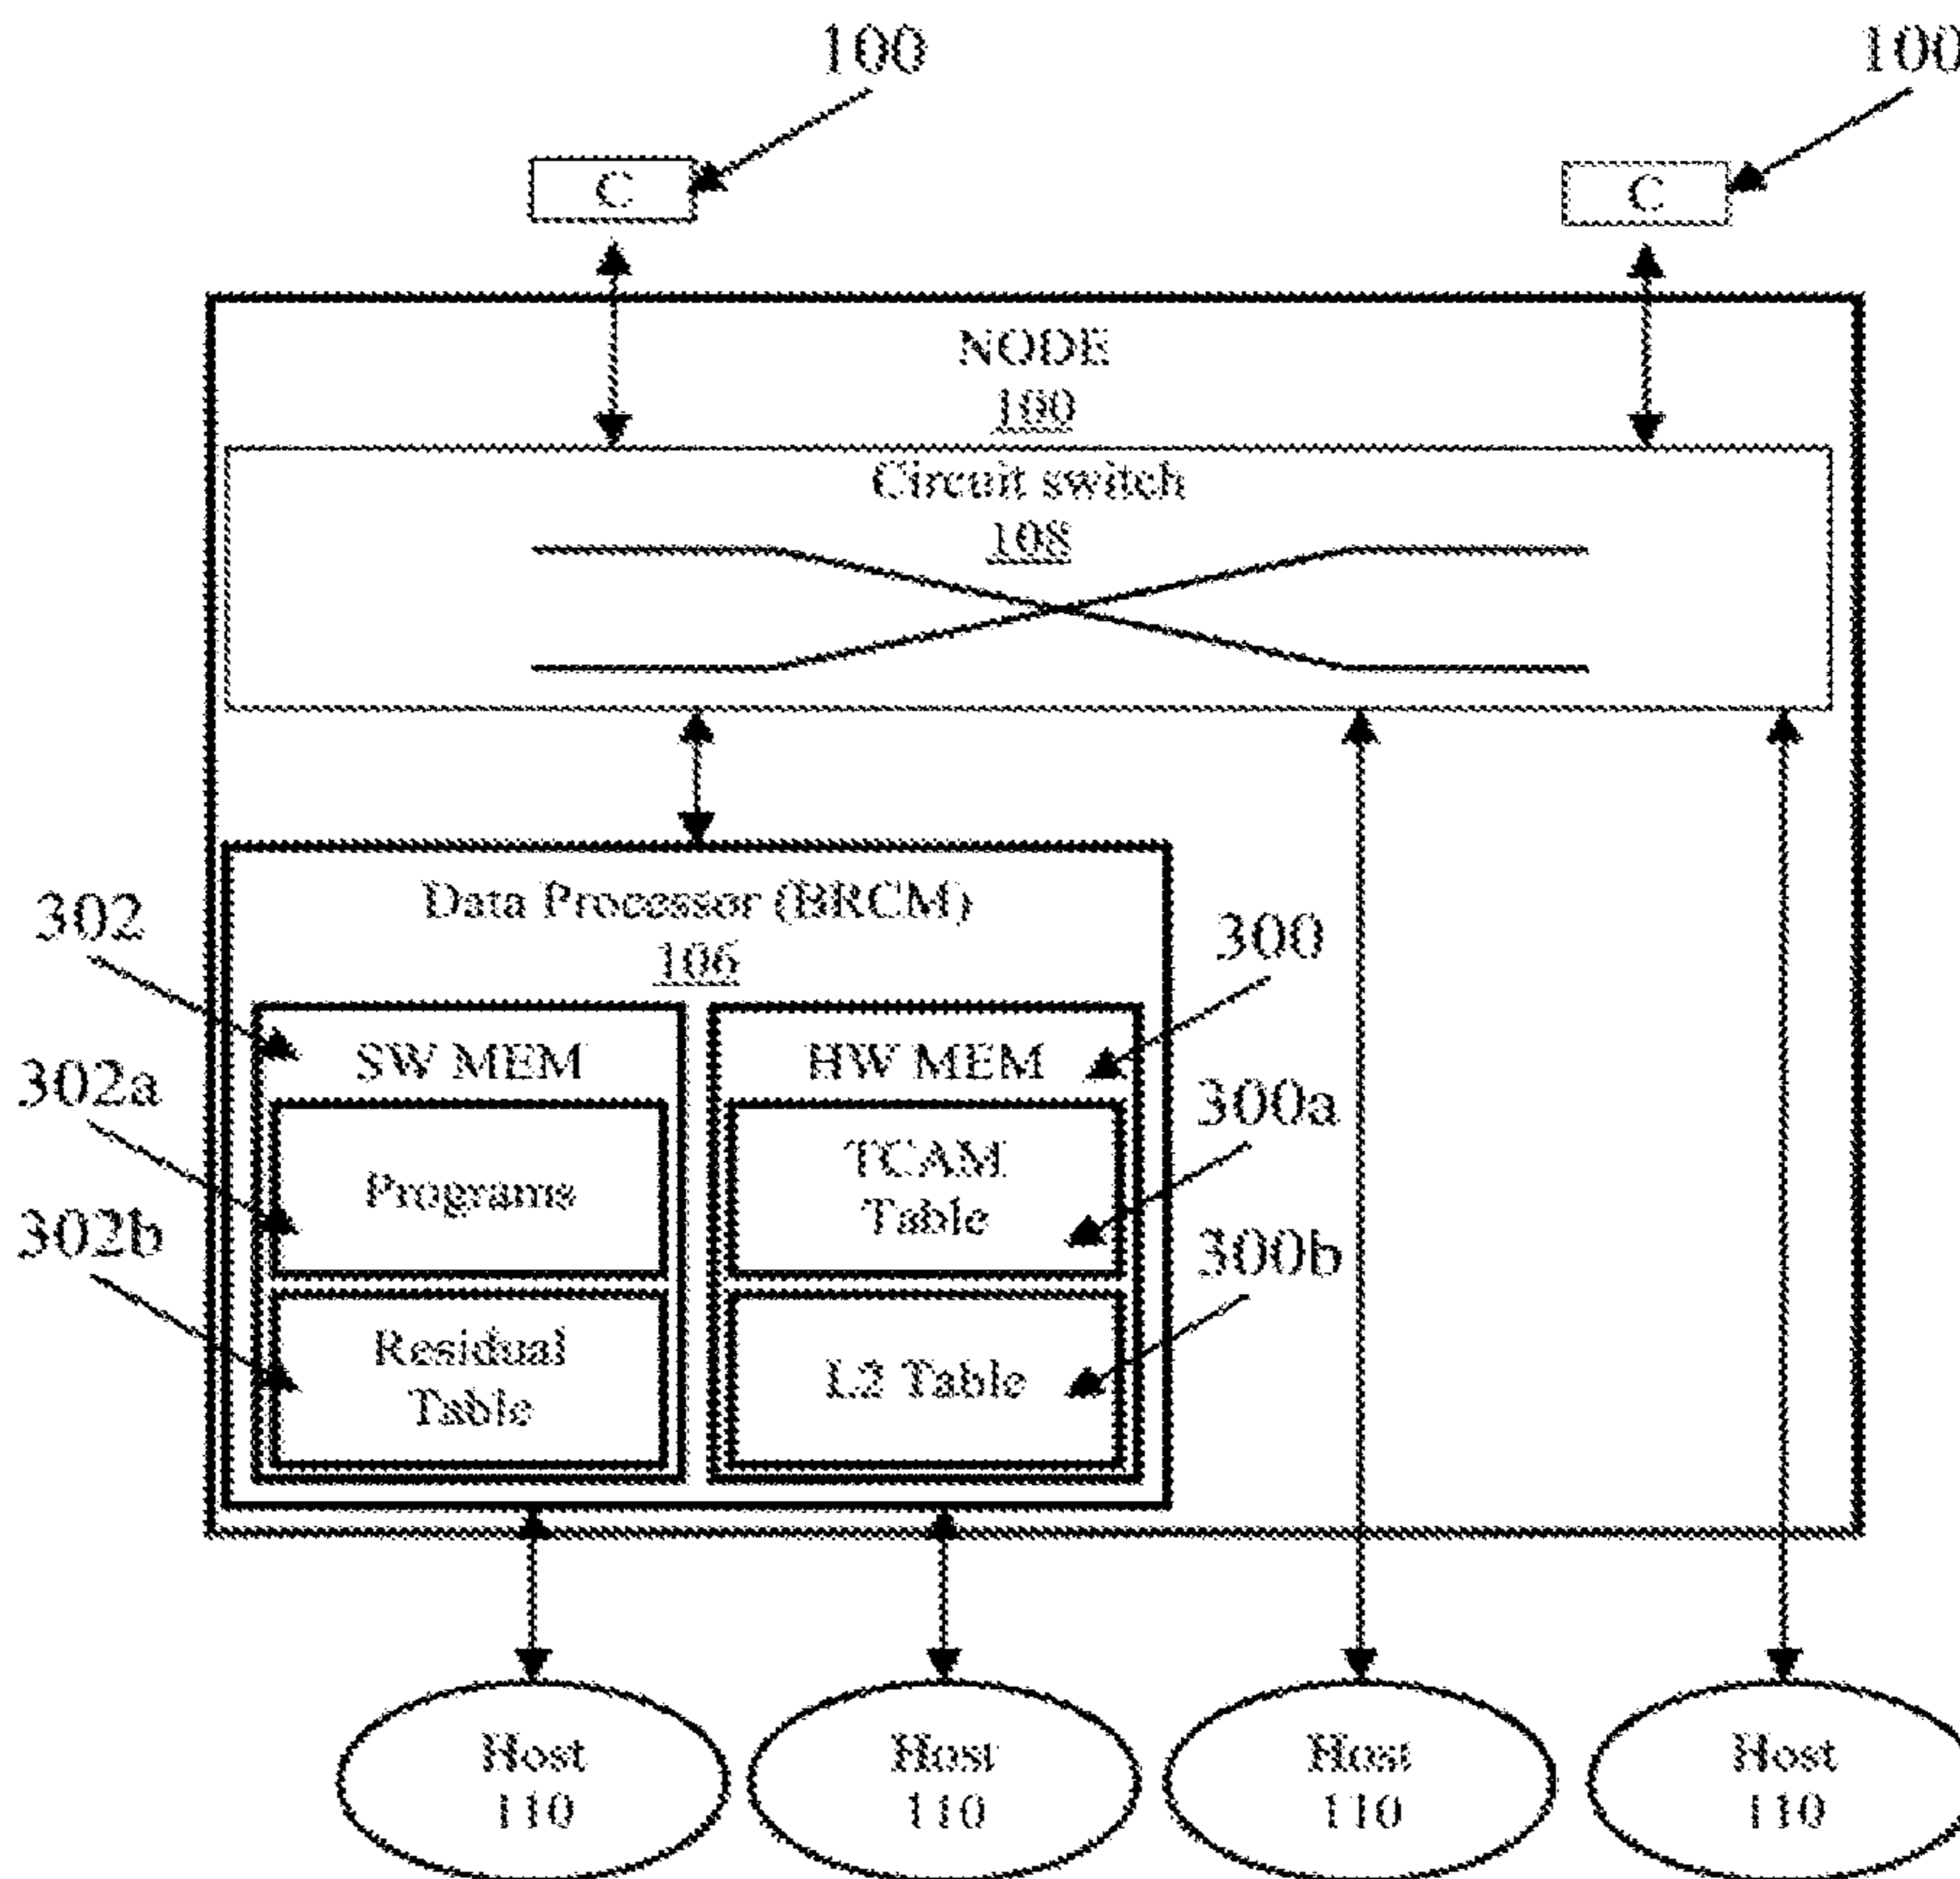 100
100
C
C
NODE
100
Circuit switch
108
Data Processor (BRCM)
106
302
300
SW MEM
HW MEM
302a
300a
Programs
TCAM
Table
302b
300b
Residual
Table
L2 Table
Host
110
Host
110
Host
110
Host
110